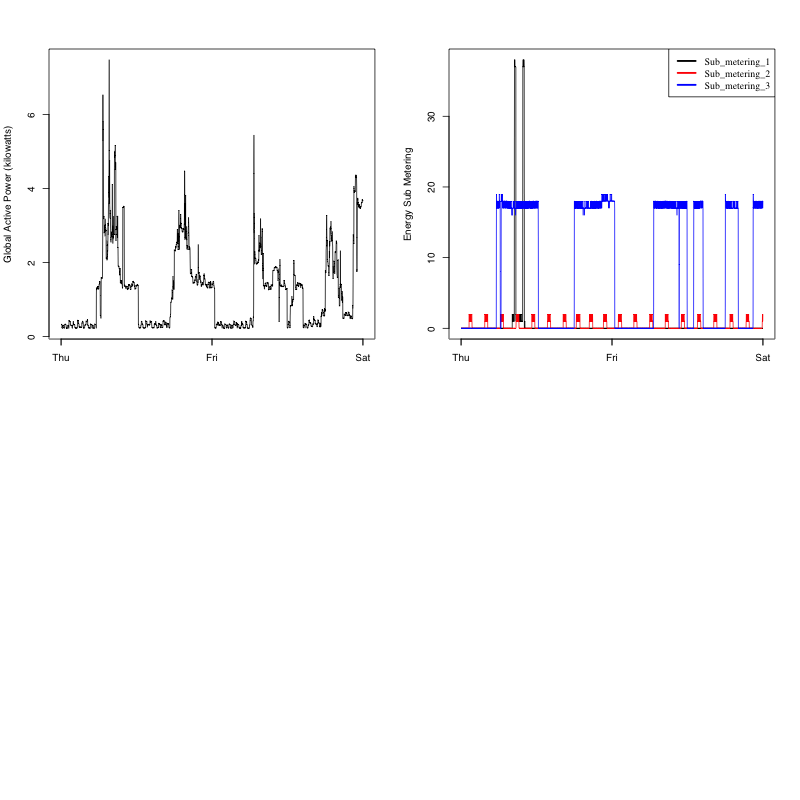 Global Active Power (kilowatts)
6
4
2
0
Thu
Fri
Sat
Energy Sub Metering
30
20
10
0
Thu
Fri
Sat
Sub_metering_1
Sub_metering_2
Sub_metering_3